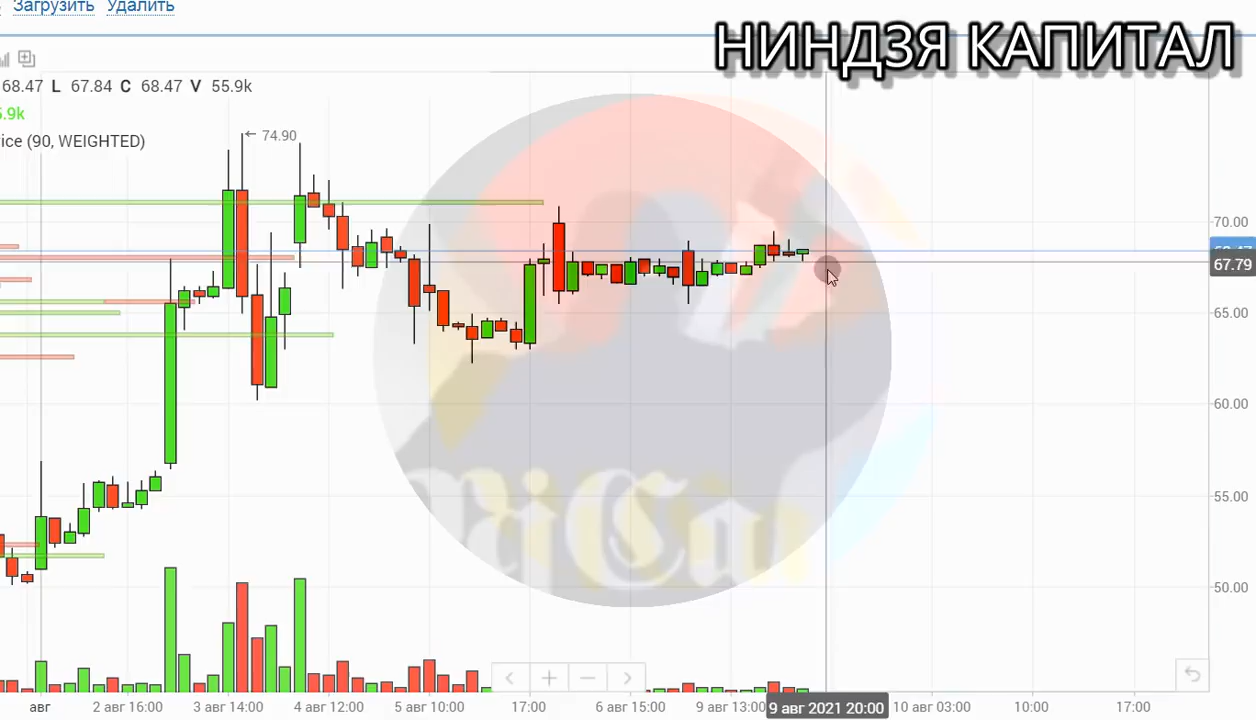 Загрузить Удалить
НИНДЗЯ КАПИТАЛ
68.47 L 67.84 C 68.47 V 55.9k
5.9k
ice (90, WEIGHTED)
← 74.90
70.00
67.79
65.00
60.00
55.00
50.00
авг 2 авг 16:00 3 авг 14:00 4 авг 12:00 5 авг 10:00 17:00 6 авг 15:00 9 авг 13:00 9 авг 2021 20:00 10 авг 03:00 10:00 17:00